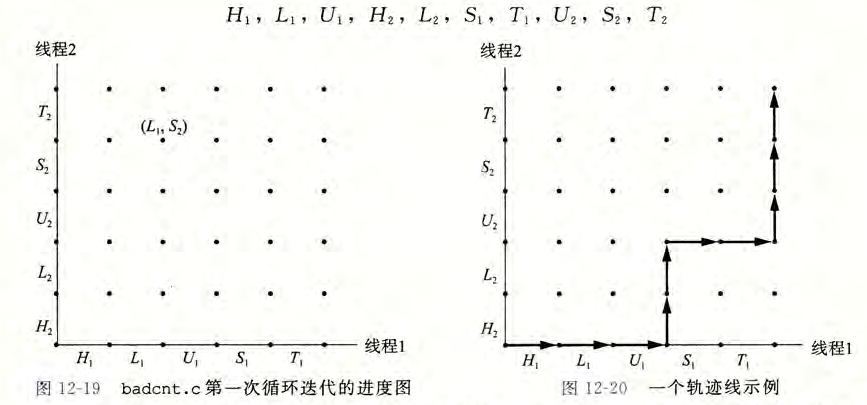 H₁, L₁, U₁, H₂, L₂, S₁, T₁, U₂, S₂, T₂
线程2
T₂
(L₁, S₂)
S₂
U₂
L₂
H₂
H₁ L₁ U₁ S₁ T₁
线程1
图 12-19 badcnt.c 第一次循环迭代的进度图
线程2
T₂
S₂
U₂
L₂
H₂
H₁ L₁ U₁ S₁ T₁
线程1
图 12-20 一个轨迹线示例